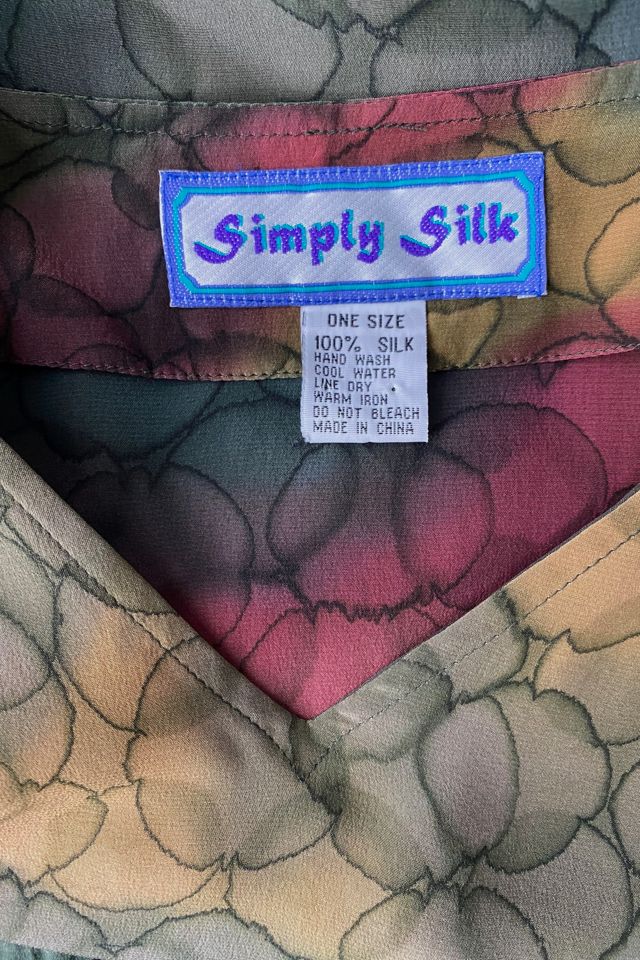 Simply Silk
ONE SIZE
100% SILK
HAND WASH
COOL WATER
LINE DRY
WARM IRON
DO NOT BLEACH
MADE IN CHINA